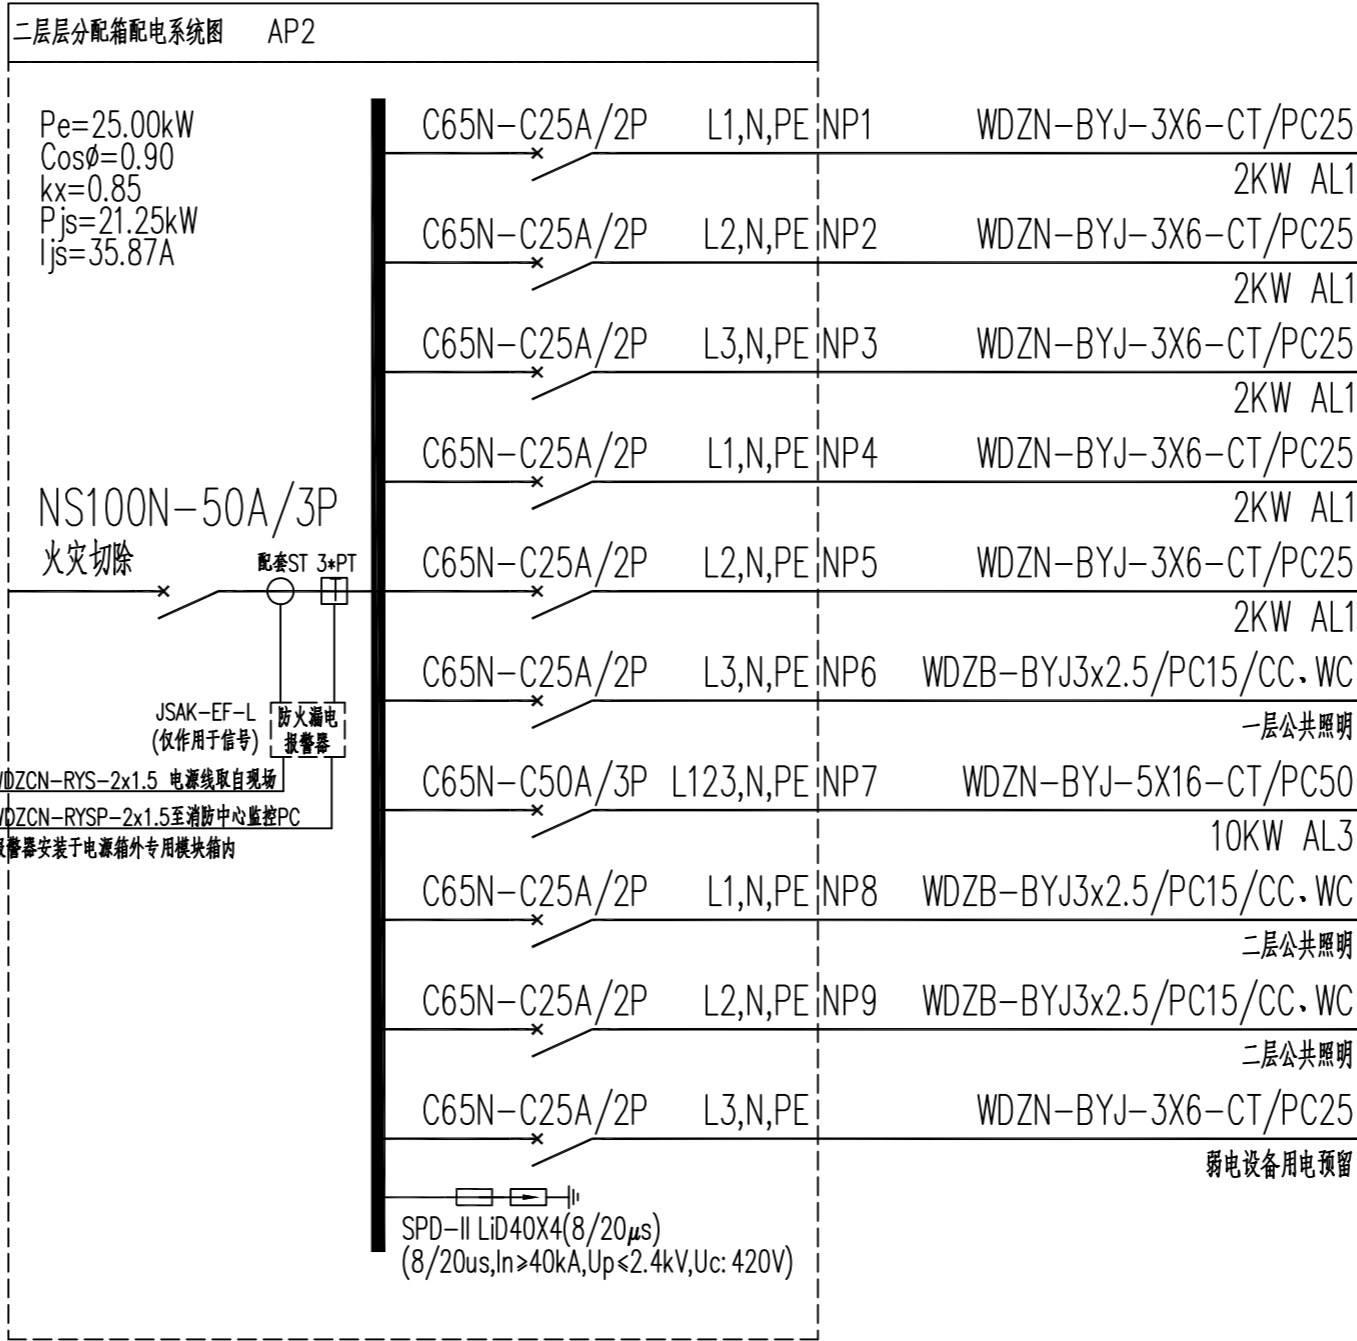 二层层分配箱配电系统图 AP2
Pe=25.00kW
Cosø=0.90
kx=0.85
Pjs=21.25kW
Ijs=35.87A
NS100N-50A/3P
火灾切除
配套ST 3*PT
JSAK-EF-L
(仅作用于信号)
防火漏电
报警器
WDZCN-RYS-2x1.5 电源线取自现场
WDZCN-RYSP-2x1.5至消防中心监控PC
报警器安装于电源箱外专用模块箱内
C65N-C25A/2P L1,N,PE NP1 WDZN-BYJ-3X6-CT/PC25
2KW AL1
C65N-C25A/2P L2,N,PE NP2 WDZN-BYJ-3X6-CT/PC25
2KW AL1
C65N-C25A/2P L3,N,PE NP3 WDZN-BYJ-3X6-CT/PC25
2KW AL1
C65N-C25A/2P L1,N,PE NP4 WDZN-BYJ-3X6-CT/PC25
2KW AL1
C65N-C25A/2P L2,N,PE NP5 WDZN-BYJ-3X6-CT/PC25
2KW AL1
C65N-C25A/2P L3,N,PE NP6 WDZB-BYJ3x2.5/PC15/CC、WC
一层公共照明
C65N-C50A/3P L123,N,PE NP7 WDZN-BYJ-5X16-CT/PC50
10KW AL3
C65N-C25A/2P L1,N,PE NP8 WDZB-BYJ3x2.5/PC15/CC、WC
二层公共照明
C65N-C25A/2P L2,N,PE NP9 WDZB-BYJ3x2.5/PC15/CC、WC
二层公共照明
C65N-C25A/2P L3,N,PE WDZN-BYJ-3X6-CT/PC25
弱电设备用电预留
SPD-II LiD40X4(8/20μs)
(8/20us,In≥40kA,Up≤2.4kV,Uc: 420V)